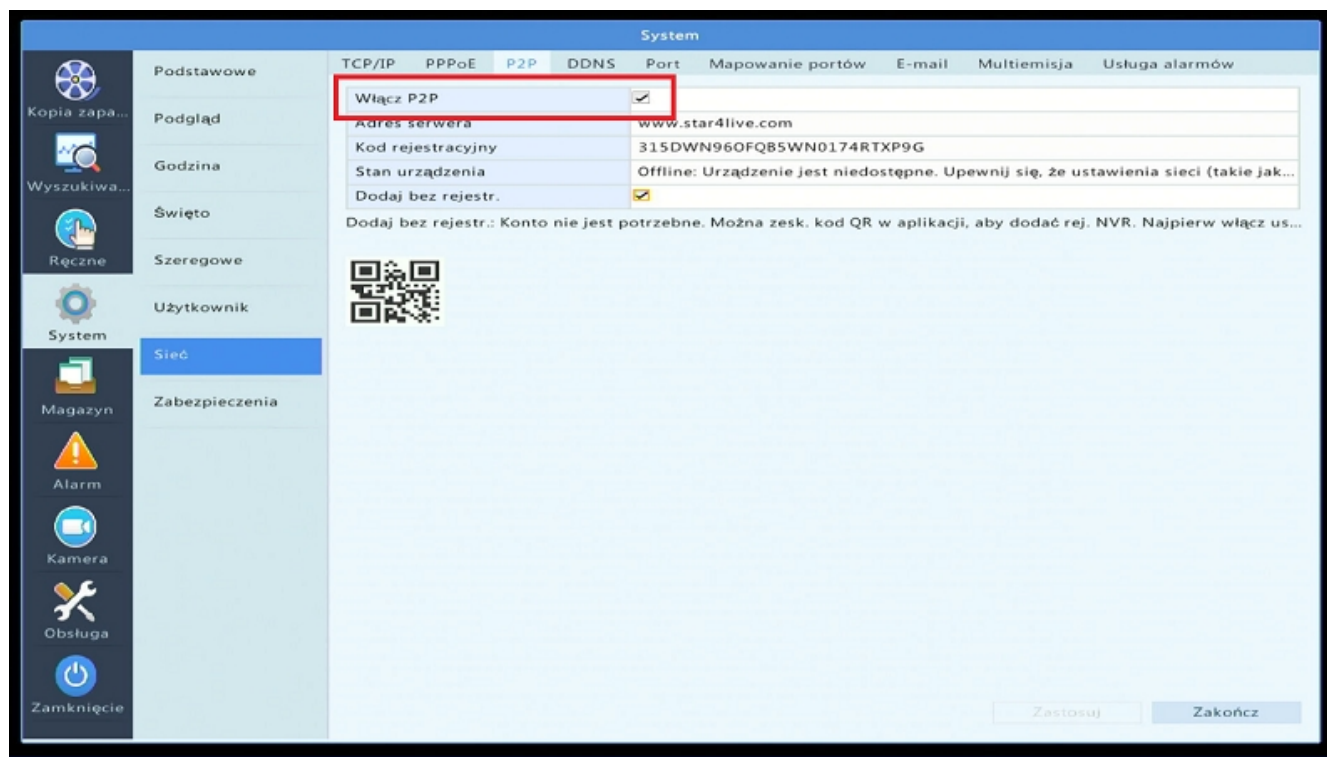 System
Kopia zapa...
Wyszukiwa...
Ręczne
System
Magazyn
Alarm
Kamera
Obsługa
Zamknięcie
Podstawowe
Podgląd
Godzina
Święto
Szeregowe
Użytkownik
Sieć
Zabezpieczenia
TCP/IP PPPoE P2P DDNS Port Mapowanie portów E-mail Multiemisja Usługa alarmów
Włącz P2P
Adres serwera www.star4live.com
Kod rejestracyjny 315DWN96OFQB5WN0174RTXP9G
Stan urządzenia Offline: Urządzenie jest niedostępne. Upewnij się, że ustawienia sieci (takie jak...
Dodaj bez rejestr.
Dodaj bez rejestr.: Konto nie jest potrzebne. Można zesk. kod QR w aplikacji, aby dodać rej. NVR. Najpierw włącz us...
Zastosuj Zakończ